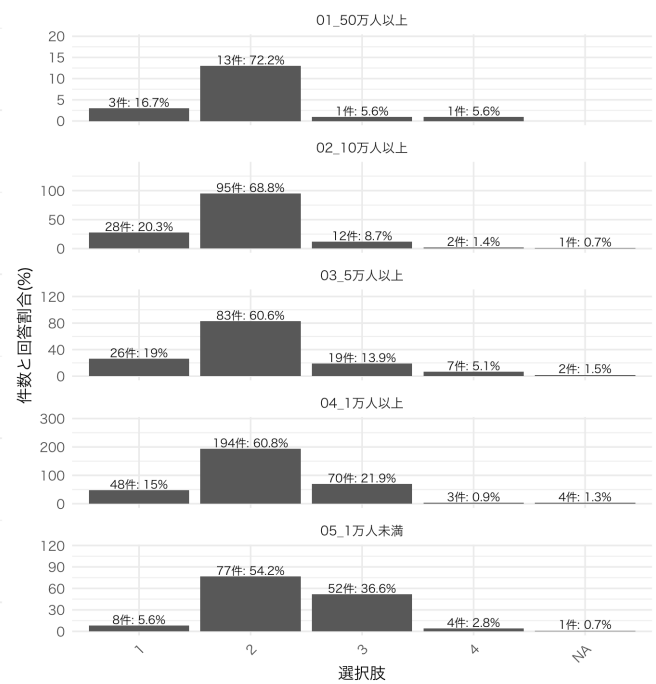 01_50万人以上
20
15
10
5
0
3件: 16.7%
13件: 72.2%
1件: 5.6%
1件: 5.6%
02_10万人以上
100
50
0
28件: 20.3%
95件: 68.8%
12件: 8.7%
2件: 1.4%
1件: 0.7%
03_5万人以上
120
80
40
0
26件: 19%
83件: 60.6%
19件: 13.9%
7件: 5.1%
2件: 1.5%
04_1万人以上
300
200
100
0
48件: 15%
194件: 60.8%
70件: 21.9%
3件: 0.9%
4件: 1.3%
05_1万人未満
120
90
60
30
0
8件: 5.6%
77件: 54.2%
52件: 36.6%
4件: 2.8%
1件: 0.7%
1
2
3
4
NA
選択肢
件数と回答割合(%)